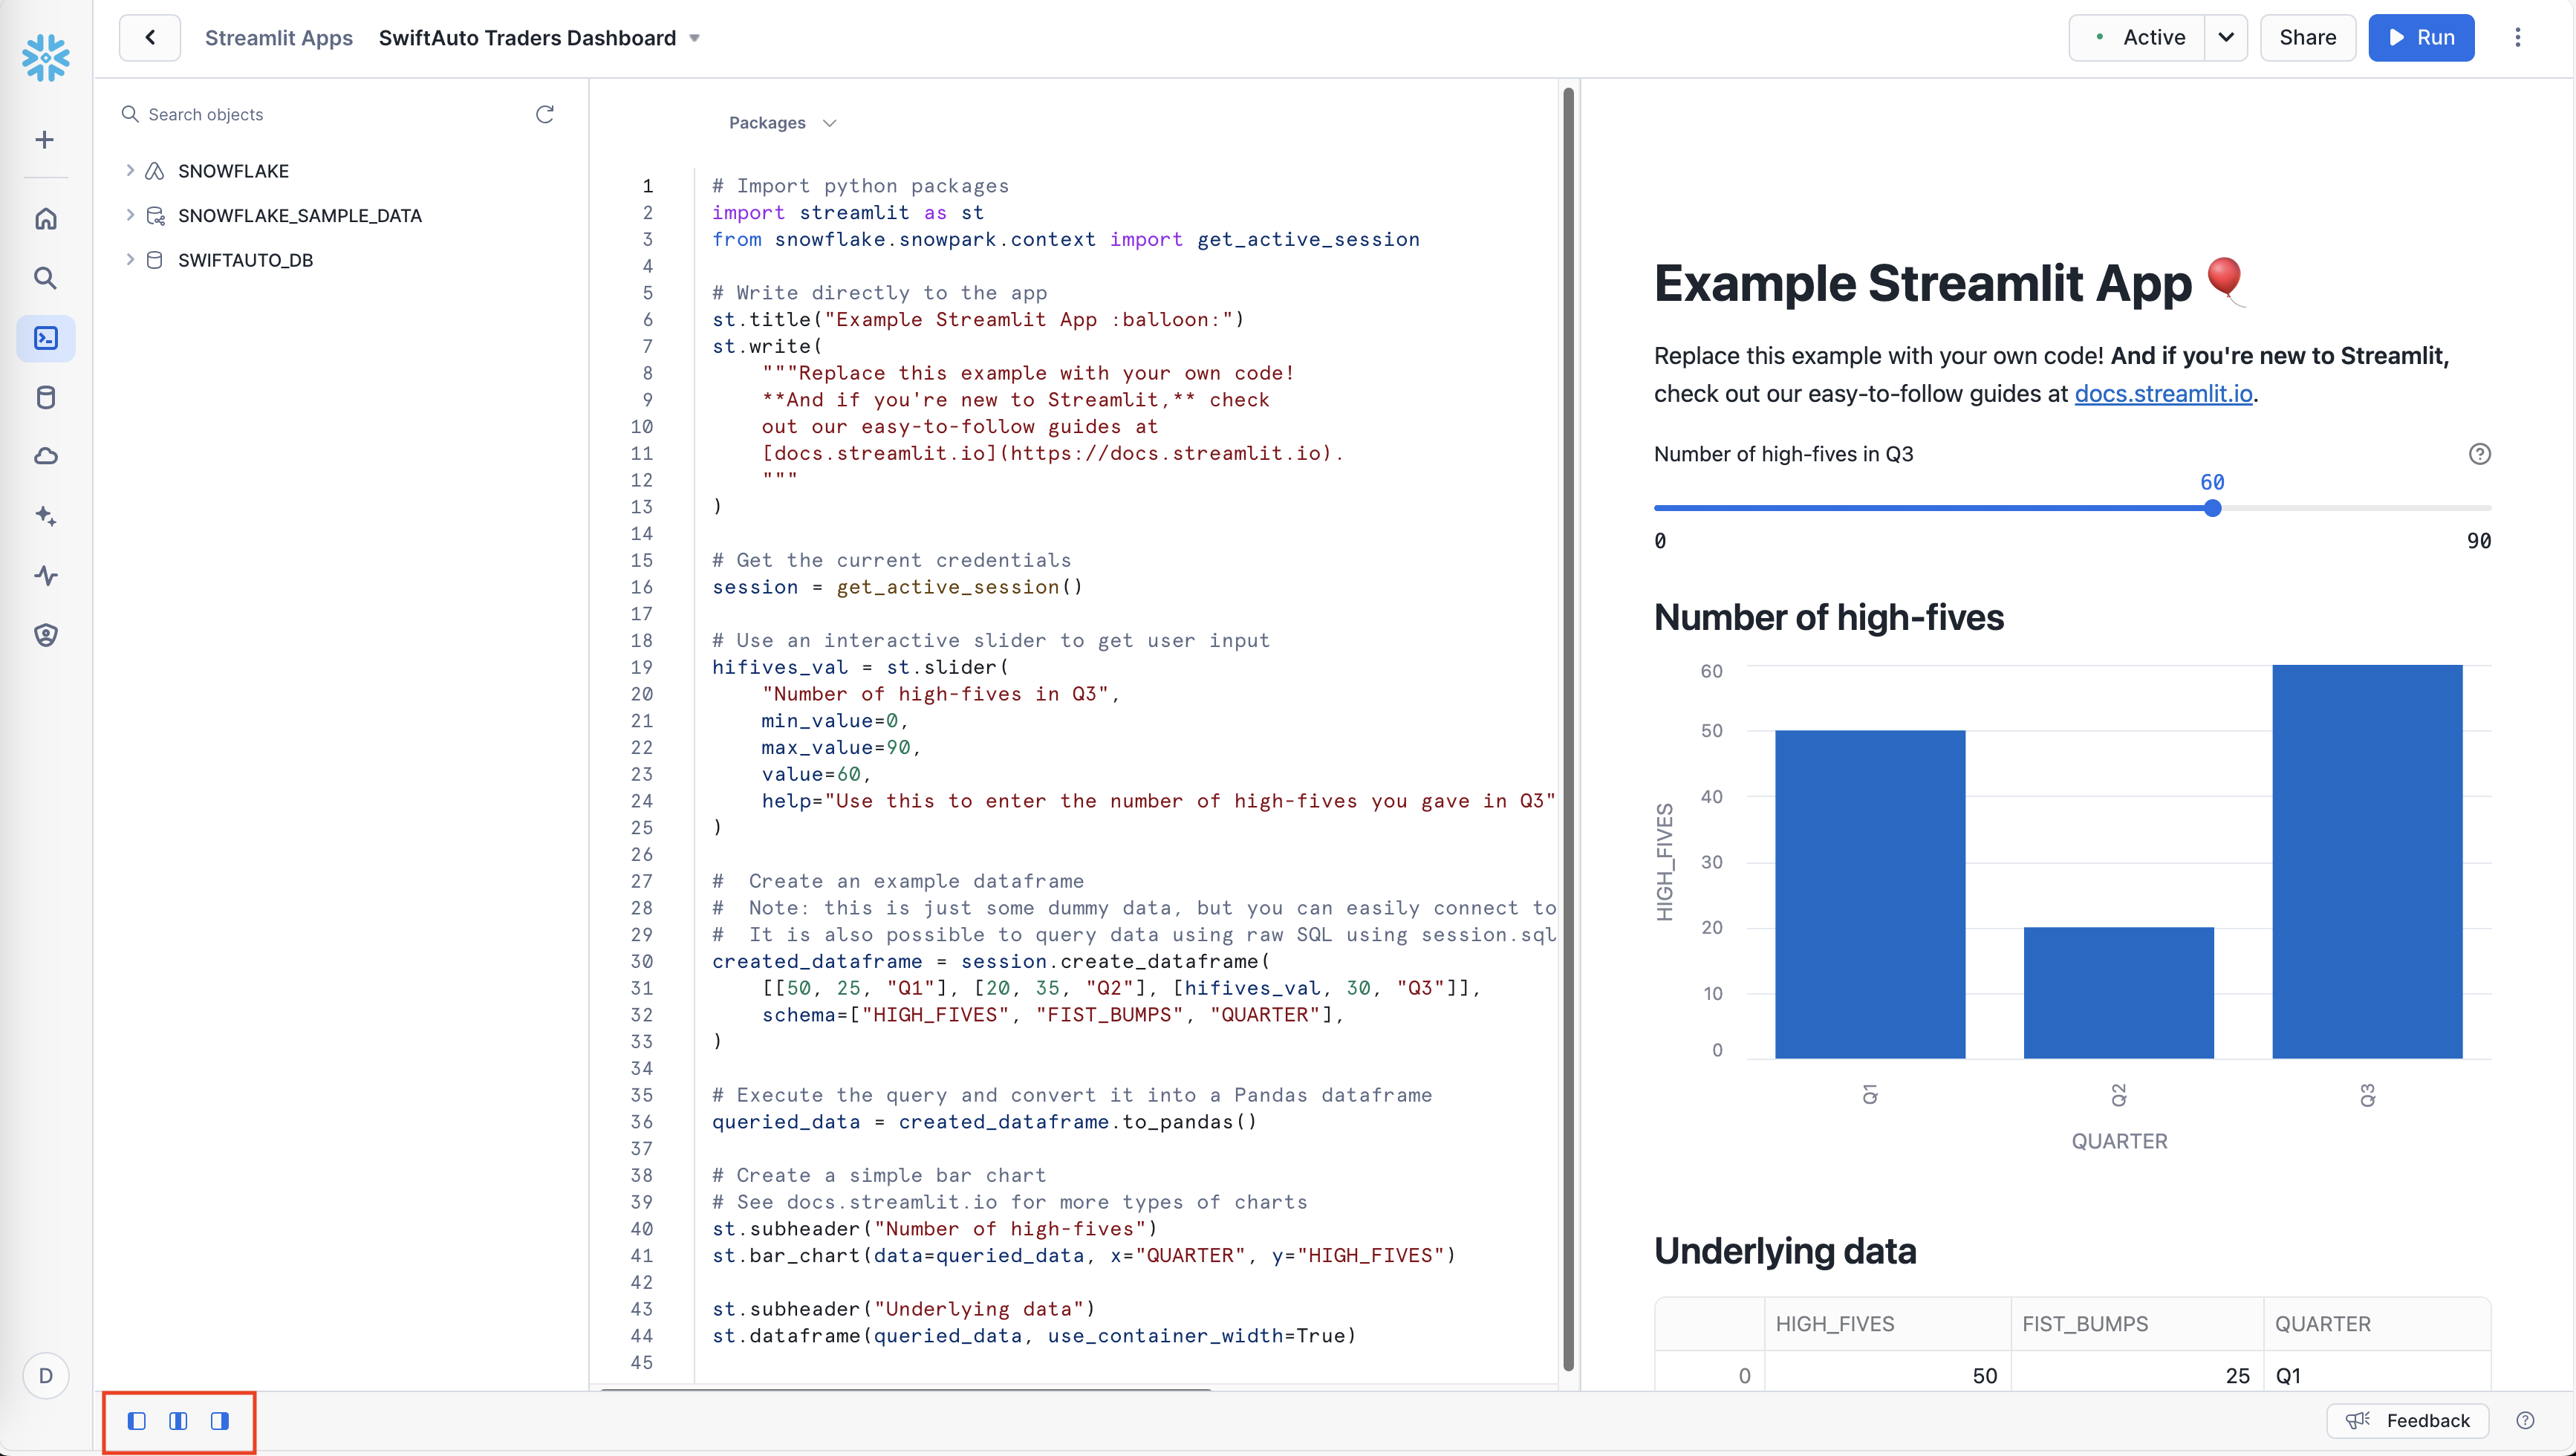 Streamlit Apps SwiftAuto Traders Dashboard
Active
Share
Run
Search objects
SNOWFLAKE
SNOWFLAKE_SAMPLE_DATA
SWIFTAUTO_DB
D
Packages
1 # Import python packages
2 import streamlit as st
3 from snowflake.snowpark.context import get_active_session
4
5 # Write directly to the app
6 st.title("Example Streamlit App :balloon:")
7 st.write(
8 """Replace this example with your own code!
9 **And if you're new to Streamlit,** check
10 out our easy-to-follow guides at
11 [docs.streamlit.io](https://docs.streamlit.io).
12 """
13 )
14
15 # Get the current credentials
16 session = get_active_session()
17
18 # Use an interactive slider to get user input
19 hifives_val = st.slider(
20 "Number of high-fives in Q3",
21 min_value=0,
22 max_value=90,
23 value=60,
24 help="Use this to enter the number of high-fives you gave in Q3"
25 )
26
27 # Create an example dataframe
28 # Note: this is just some dummy data, but you can easily connect to
29 # It is also possible to query data using raw SQL using session.sql
30 created_dataframe = session.create_dataframe(
31 [[50, 25, "Q1"], [20, 35, "Q2"], [hifives_val, 30, "Q3"]],
32 schema=["HIGH_FIVES", "FIST_BUMPS", "QUARTER"],
33 )
34
35 # Execute the query and convert it into a Pandas dataframe
36 queried_data = created_dataframe.to_pandas()
37
38 # Create a simple bar chart
39 # See docs.streamlit.io for more types of charts
40 st.subheader("Number of high-fives")
41 st.bar_chart(data=queried_data, x="QUARTER", y="HIGH_FIVES")
42
43 st.subheader("Underlying data")
44 st.dataframe(queried_data, use_container_width=True)
45
Example Streamlit App
Replace this example with your own code! And if you're new to Streamlit,
check out our easy-to-follow guides at docs.streamlit.io.
Number of high-fives in Q3
60
0 90
Number of high-fives
60
50
40
30
20
10
0
HIGH_FIVES
Q1 Q2 Q3
QUARTER
Underlying data
HIGH_FIVES FIST_BUMPS QUARTER
0 50 25 Q1
Feedback